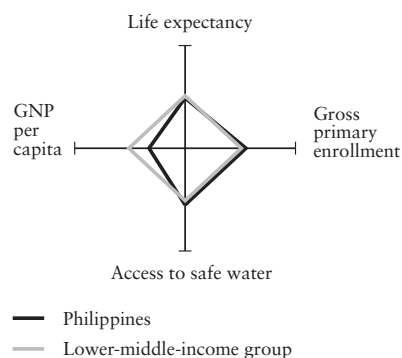 Life expectancy
GNP
per
capita
Gross
primary
enrollment
Access to safe water
Philippines
Lower-middle-income group